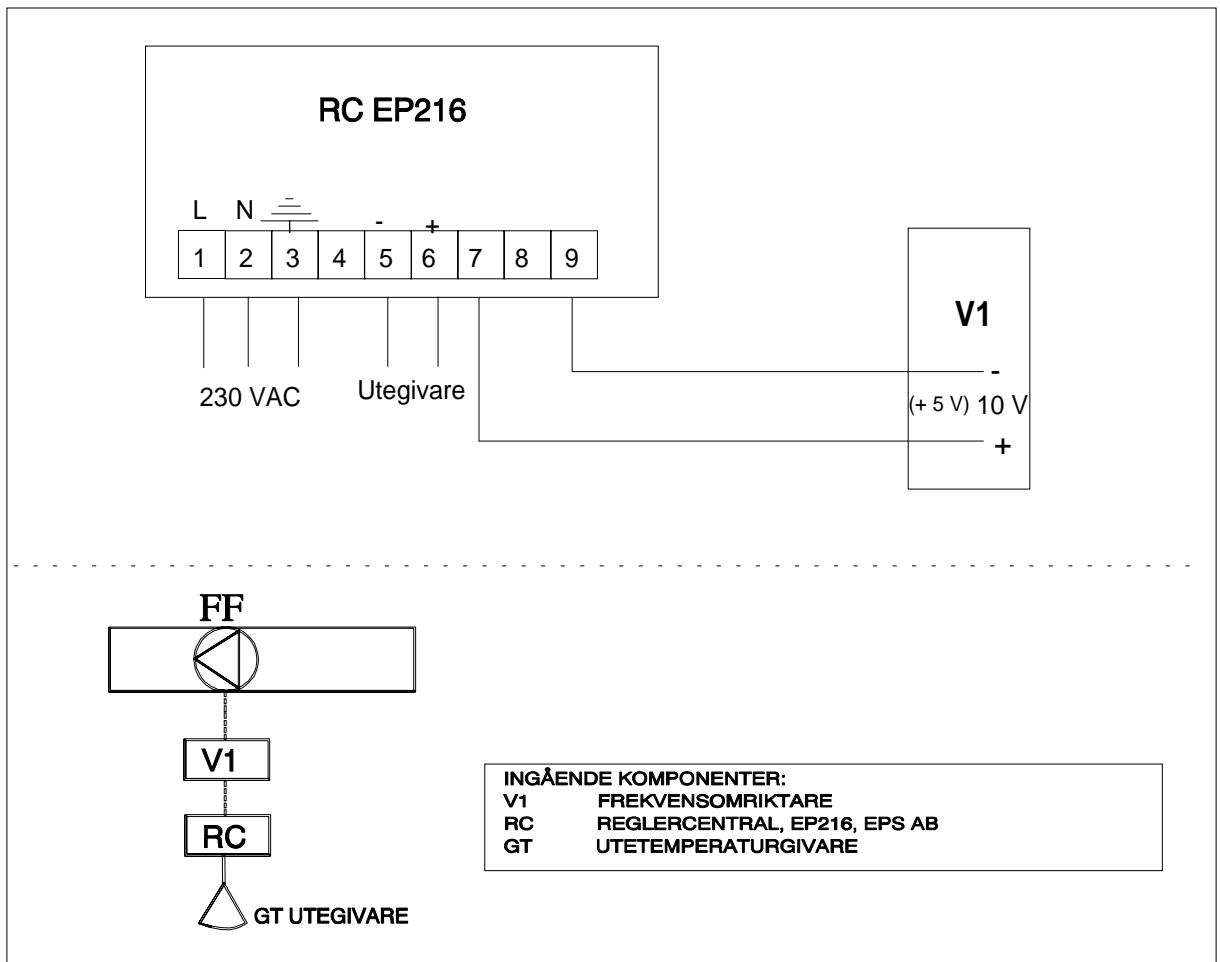 RC EP216
L N - +
1 2 3 4 5 6 7 8 9
230 VAC
Utegivare
V1
-
(+ 5 V) 10 V
+
FF
V1
RC
GT UTEGIVARE
INGÅENDE KOMPONENTER:
V1 FREKVENSOMRIKTARE
RC REGLERCENTRAL, EP216, EPS AB
GT UTETEMPERATURGIVARE